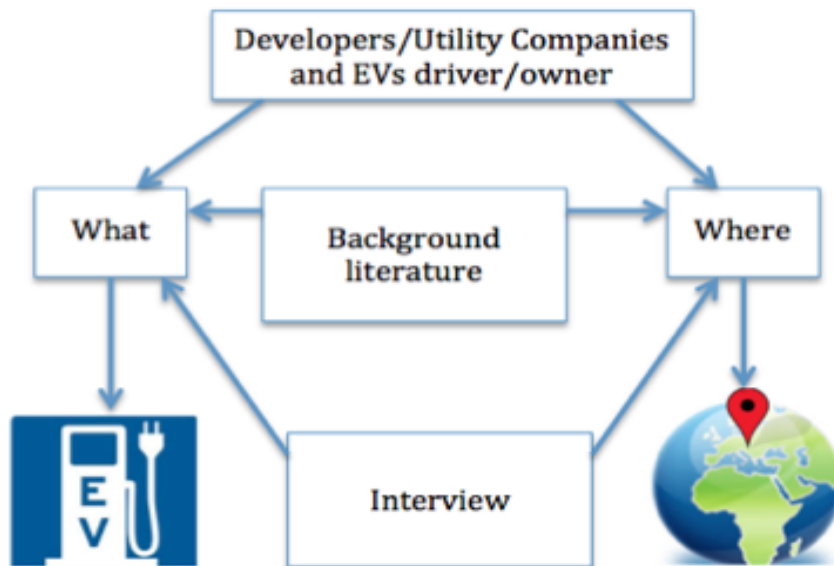 Developers/Utility Companies
and EVs driver/owner
What
Background
literature
Where
Interview
E
V